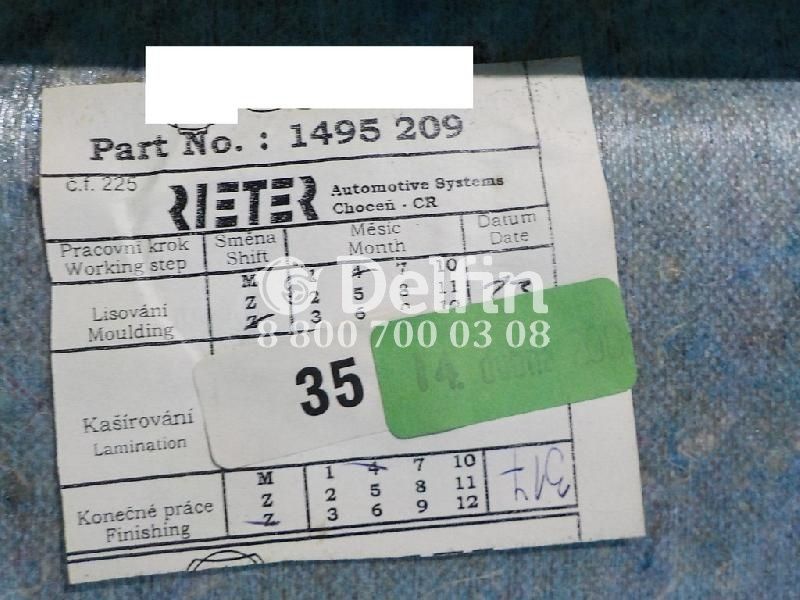 Part No. : 1495 209
č.f. 225
RIETER Automotive Systems
Choceň - CR
Pracovní krok Směna Měsíc Datum
Working step Shift Month Date
M 1 4 7 10
Lisování Z 2 5 8 11
Moulding Z 3 6
© Delfin
8 800 700 03 08
35
14.
Kašírování
Lamination
M 1 4 7 10
Konečné práce Z 2 5 8 11
Finishing Z 3 6 9 12